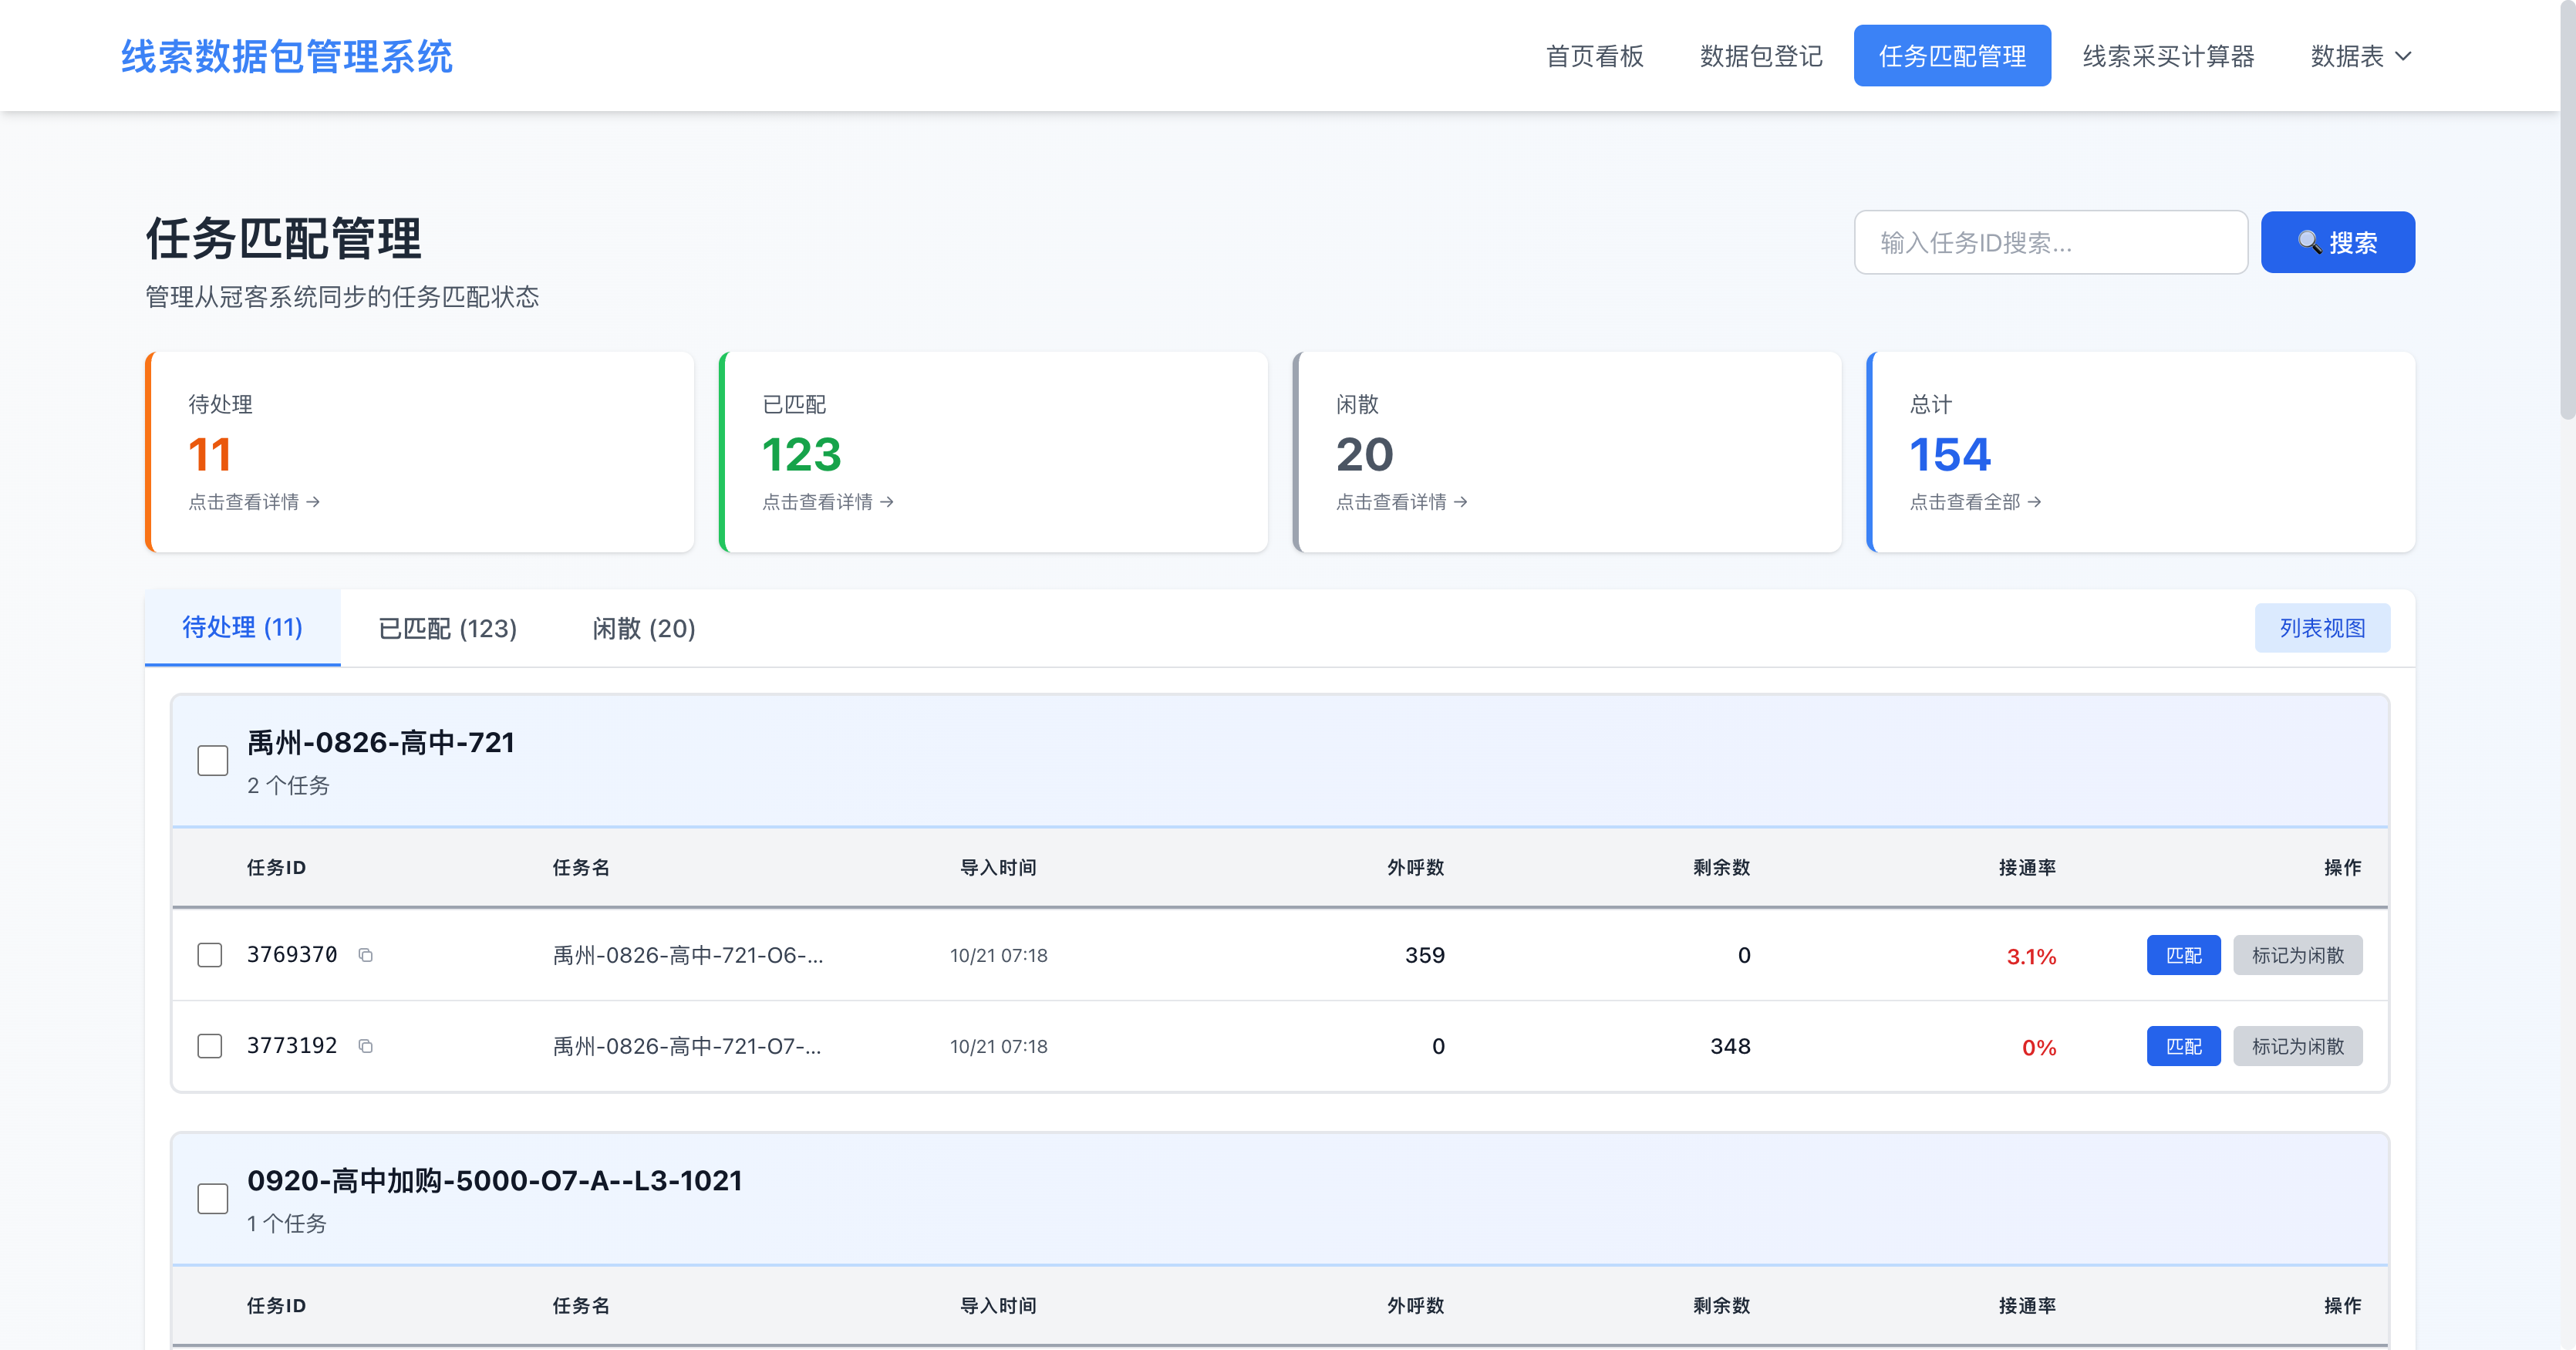 线索数据包管理系统
首页看板 数据包登记 任务匹配管理 线索采买计算器 数据表
任务匹配管理
输入任务ID搜索...
搜索
管理从冠客系统同步的任务匹配状态
待处理
11
点击查看详情 →
已匹配
123
点击查看详情 →
闲散
20
点击查看详情 →
总计
154
点击查看全部 →
待处理 (11) 已匹配 (123) 闲散 (20) 列表视图
禹州-0826-高中-721
2 个任务
任务ID 任务名 导入时间 外呼数 剩余数 接通率 操作
3769370 禹州-0826-高中-721-O6-... 10/21 07:18 359 0 3.1% 匹配 标记为闲散
3773192 禹州-0826-高中-721-O7-... 10/21 07:18 0 348 0% 匹配 标记为闲散
0920-高中加购-5000-O7-A--L3-1021
1 个任务
任务ID 任务名 导入时间 外呼数 剩余数 接通率 操作